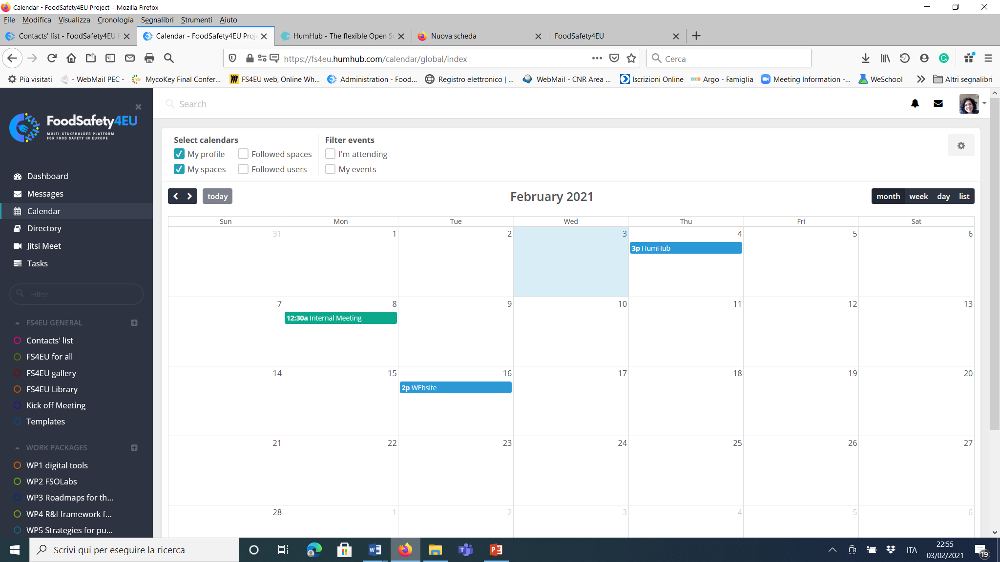 Calendar - FoodSafety4EU Project – Mozilla Firefox
File Modifica Visualizza Cronologia Segnalibri Strumenti Aiuto
Contacts' list - FoodSafety4EU Calendar - FoodSafety4EU Proj HumHub - The flexible Open Nuova scheda FoodSafety4EU
https://fs4eu.humhub.com/calendar/global/index Cerca
Più visitati - WebMail PEC - MycoKey Final Confer... FS4EU web, Online Wh... Administration - Food... Registro elettronico | ... WebMail - CNR Area ... Iscrizioni Online Argo - Famiglia Meeting Information -... WeSchool Altri segnalibri
FoodSafety4EU
MULTI-STAKEHOLDER PLATFORM
FOR FOOD SAFETY IN EUROPE
Dashboard
Messages
Calendar
Directory
Jitsi Meet
Tasks
Filter
FS4EU GENERAL
Contacts' list
FS4EU for all
FS4EU gallery
FS4EU Library
Kick off Meeting
Templates
WORK PACKAGES
WP1 digital tools
WP2 FSOLabs
WP3 Roadmaps for th...
WP4 R&I framework f...
WP5 Strategies for pu...
Search
Select calendars Filter events
My profile Followed spaces I'm attending
My spaces Followed users My events
today February 2021 month week day list
Sun Mon Tue Wed Thu Fri Sat
31 1 2 3 4 5 6
3p HumHub
7 8 9 10 11 12 13
12:30a Internal Meeting
14 15 16 17 18 19 20
2p WEbsite
21 22 23 24 25 26 27
28 1 2 3 4 5 6
Scrivi qui per eseguire la ricerca
ITA
22:55
03/02/2021
19